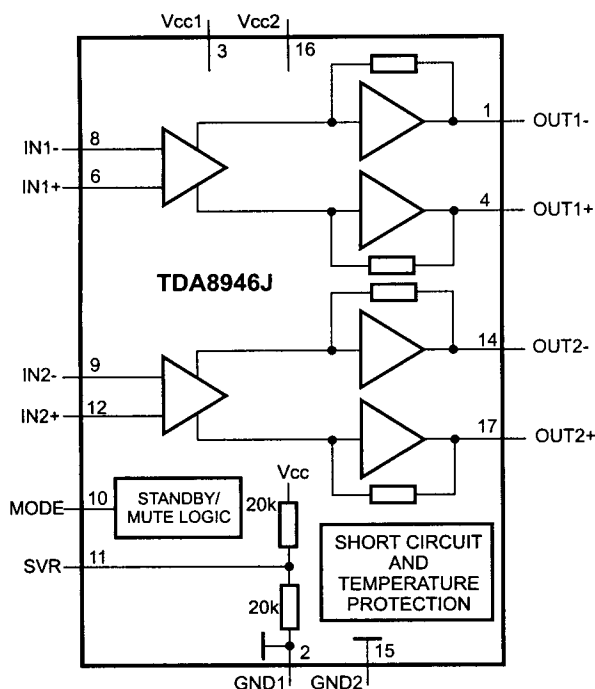 Vcc1 Vcc2
3 16
IN1- 8
IN1+ 6
1 OUT1-
4 OUT1+
TDA8946J
IN2- 9
IN2+ 12
14 OUT2-
17 OUT2+
MODE 10
STANDBY/
MUTE LOGIC
Vcc
20k
SVR 11
20k
SHORT CIRCUIT
AND
TEMPERATURE
PROTECTION
2 15
GND1 GND2